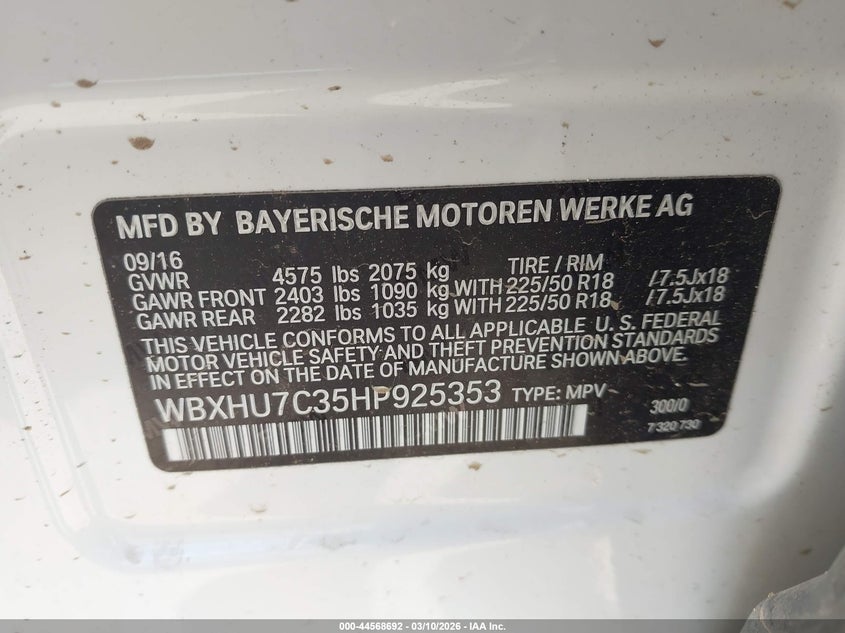 MFD BY BAYERISCHE MOTOREN WERKE AG
09/16 TIRE / RIM
GVWR 4575 lbs 2075 kg
GAWR FRONT 2403 lbs 1090 kg WITH 225/50 R18 /7.5Jx18
GAWR REAR 2282 lbs 1035 kg WITH 225/50 R18 /7.5Jx18
THIS VEHICLE CONFORMS TO ALL APPLICABLE U. S. FEDERAL
MOTOR VEHICLE SAFETY AND THEFT PREVENTION STANDARDS
IN EFFECT ON THE DATE OF MANUFACTURE SHOWN ABOVE.
WBXHU7C35HP925353 TYPE: MPV 300/0
7 320 730
000-44568692 / 03/10/2026 - IAA Inc.